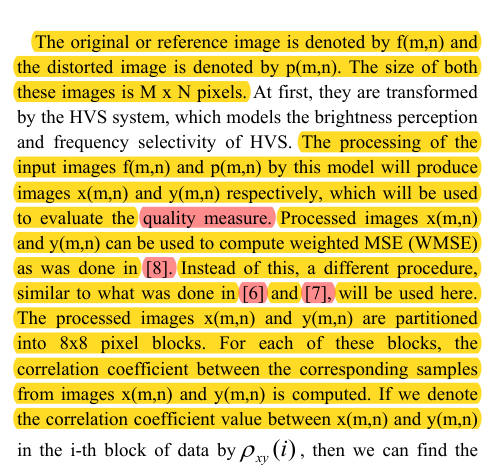 The original or reference image is denoted by f(m,n) and
the distorted image is denoted by p(m,n). The size of both
these images is M x N pixels. At first, they are transformed
by the HVS system, which models the brightness perception
and frequency selectivity of HVS. The processing of the
input images f(m,n) and p(m,n) by this model will produce
images x(m,n) and y(m,n) respectively, which will be used
to evaluate the quality measure. Processed images x(m,n)
and y(m,n) can be used to compute weighted MSE (WMSE)
as was done in [8]. Instead of this, a different procedure,
similar to what was done in [6] and [7], will be used here.
The processed images x(m,n) and y(m,n) are partitioned
into 8x8 pixel blocks. For each of these blocks, the
correlation coefficient between the corresponding samples
from images x(m,n) and y(m,n) is computed. If we denote
the correlation coefficient value between x(m,n) and y(m,n)
in the i-th block of data by ρxy(i), then we can find the